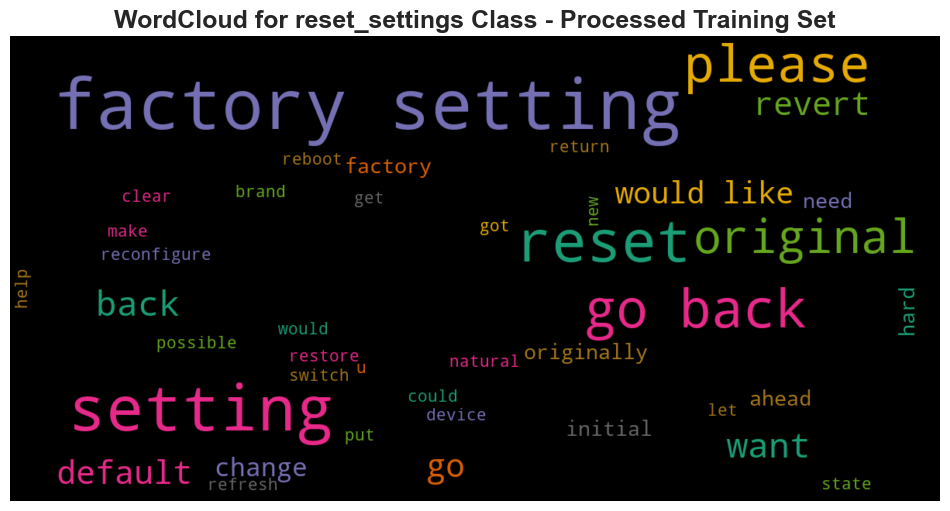 WordCloud for reset_settings Class - Processed Training Set
please
factory setting
revert
return
reboot
factory
clear
brand
get
would like
need
new
got
make
reset
original
reconfigure
help
back
go back
hard
would
possible
restore
originally
switch
u
natural
could
ahead
setting
device
let
put
initial
want
default
change
go
refresh
state